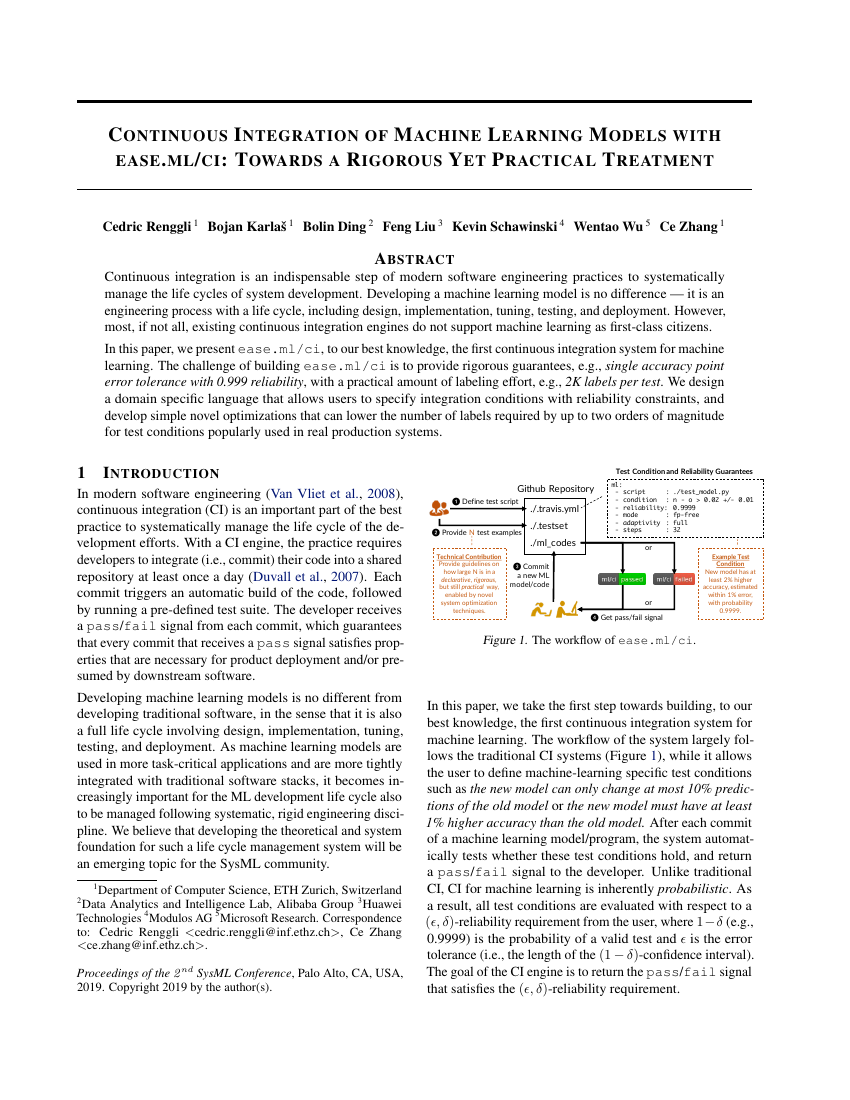 CONTINUOUS INTEGRATION OF MACHINE LEARNING MODELS WITH
EASE.ML/CI: TOWARDS A RIGOROUS YET PRACTICAL TREATMENT
Cedric Renggli 1 Bojan Karlaš 1 Bolin Ding 2 Feng Liu 3 Kevin Schawinski 4 Wentao Wu 5 Ce Zhang 1
ABSTRACT
Continuous integration is an indispensable step of modern software engineering practices to systematically
manage the life cycles of system development. Developing a machine learning model is no difference — it is an
engineering process with a life cycle, including design, implementation, tuning, testing, and deployment. However,
most, if not all, existing continuous integration engines do not support machine learning as first-class citizens.
In this paper, we present ease.ml/ci, to our best knowledge, the first continuous integration system for machine
learning. The challenge of building ease.ml/ci is to provide rigorous guarantees, e.g., single accuracy point
error tolerance with 0.999 reliability, with a practical amount of labeling effort, e.g., 2K labels per test. We design
a domain specific language that allows users to specify integration conditions with reliability constraints, and
develop simple novel optimizations that can lower the number of labels required by up to two orders of magnitude
for test conditions popularly used in real production systems.
1 INTRODUCTION
In modern software engineering (Van Vliet et al., 2008),
continuous integration (CI) is an important part of the best
practice to systematically manage the life cycle of the de-
velopment efforts. With a CI engine, the practice requires
developers to integrate (i.e., commit) their code into a shared
repository at least once a day (Duvall et al., 2007). Each
commit triggers an automatic build of the code, followed
by running a pre-defined test suite. The developer receives
a pass/fail signal from each commit, which guarantees
that every commit that receives a pass signal satisfies prop-
erties that are necessary for product deployment and/or pre-
sumed by downstream software.
Developing machine learning models is no different from
developing traditional software, in the sense that it is also
a full life cycle involving design, implementation, tuning,
testing, and deployment. As machine learning models are
used in more task-critical applications and are more tightly
integrated with traditional software stacks, it becomes in-
creasingly important for the ML development life cycle also
to be managed following systematic, rigid engineering disci-
pline. We believe that developing the theoretical and system
foundation for such a life cycle management system will be
an emerging topic for the SysML community.
1Department of Computer Science, ETH Zurich, Switzerland
2Data Analytics and Intelligence Lab, Alibaba Group 3Huawei
Technologies 4Modulos AG 5Microsoft Research. Correspondence
to: Cedric Renggli <cedric.renggli@inf.ethz.ch>, Ce Zhang
<ce.zhang@inf.ethz.ch>.
Proceedings of the 2nd SysML Conference, Palo Alto, CA, USA,
2019. Copyright 2019 by the author(s).
Test Condition and Reliability Guarantees
ml:
- script : ./test_model.py
- condition : n - o > 0.02 +/- 0.01
- reliability: 0.9999
- mode : fp-free
- adaptivity : full
- steps : 32
Github Repository
./.travis.yml
./.testset
./ml_codes
1 Define test script
2 Provide N test examples
3 Commit
a new ML
model/code
Technical Contribution
Provide guidelines on
how large N is in a
declarative, rigorous,
but still practical way,
enabled by novel
system optimization
techniques.
or
ml/ci passed
ml/ci failed
or
4 Get pass/fail signal
Example Test
Condition
New model has at
least 2% higher
accuracy, estimated
within 1% error,
with probability
0.9999.
Figure 1. The workflow of ease.ml/ci.
In this paper, we take the first step towards building, to our
best knowledge, the first continuous integration system for
machine learning. The workflow of the system largely fol-
lows the traditional CI systems (Figure 1), while it allows
the user to define machine-learning specific test conditions
such as the new model can only change at most 10% predic-
tions of the old model or the new model must have at least
1% higher accuracy than the old model. After each commit
of a machine learning model/program, the system automat-
ically tests whether these test conditions hold, and return
a pass/fail signal to the developer. Unlike traditional
CI, CI for machine learning is inherently probabilistic. As
a result, all test conditions are evaluated with respect to a
(ϵ, δ)-reliability requirement from the user, where 1−δ (e.g.,
0.9999) is the probability of a valid test and ϵ is the error
tolerance (i.e., the length of the (1 − δ)-confidence interval).
The goal of the CI engine is to return the pass/fail signal
that satisfies the (ϵ, δ)-reliability requirement.